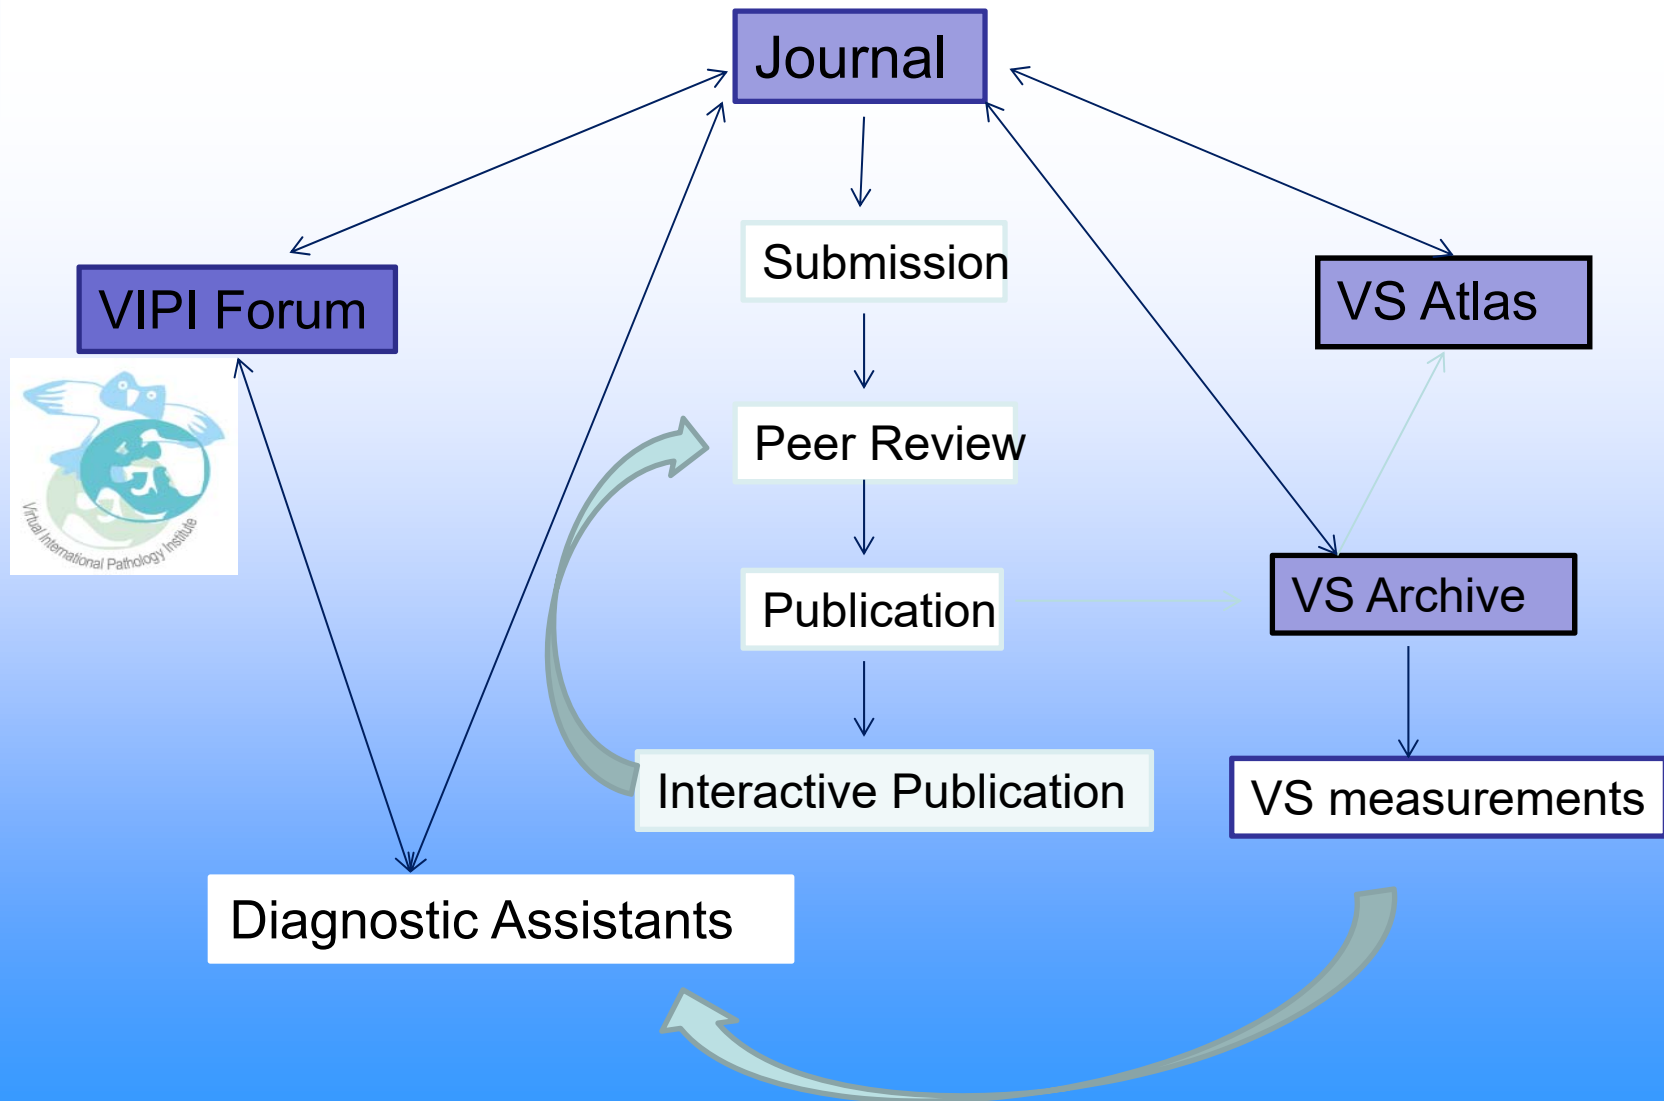 Journal
Submission
VIPI Forum
VS Atlas
Peer Review
Virtual International Pathology Institute
Publication
VS Archive
Interactive Publication
VS measurements
Diagnostic Assistants